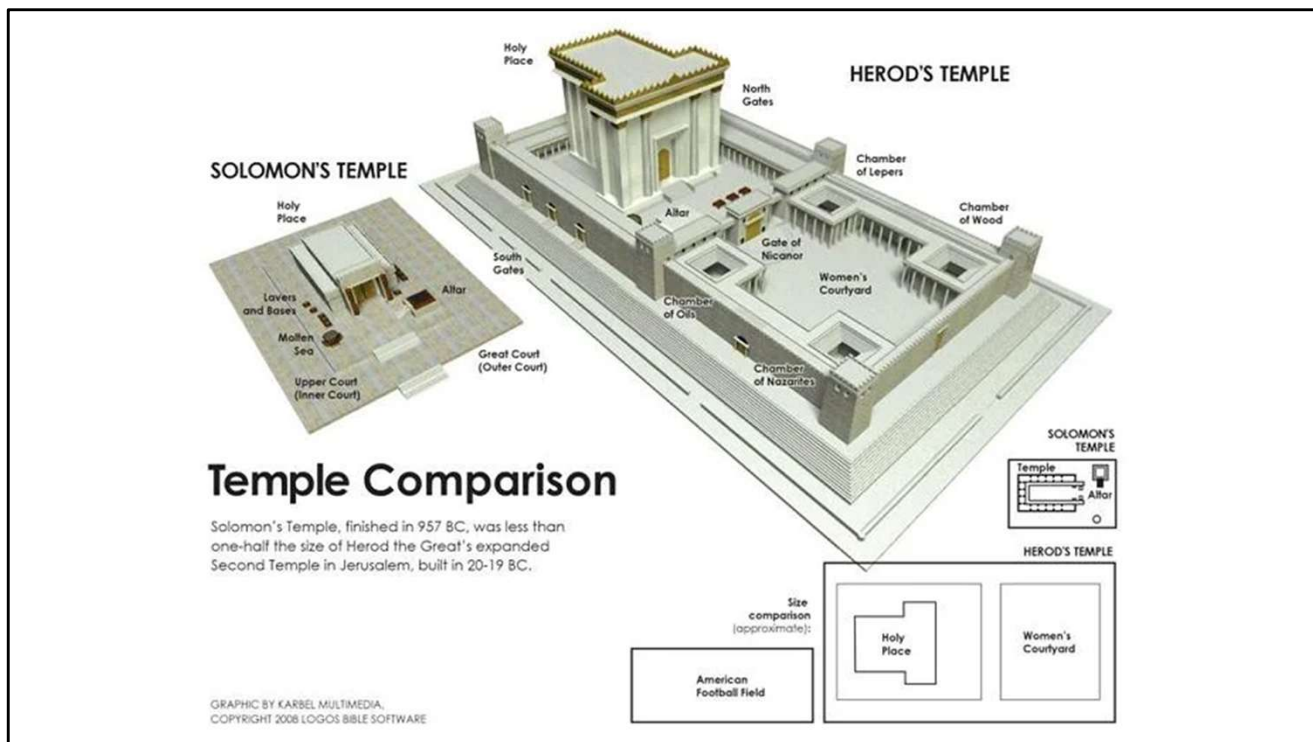 HEROD'S TEMPLE
Holy
Place
North
Gates
Chamber
of Lepers
Chamber
of Wood
Altar
Gate of
Nicanor
Women's
Courtyard
South
Gates
Chamber
of Oils
Chamber
of Nazarites
SOLOMON'S TEMPLE
Holy
Place
Lavers
and Bases
Altar
Molten
Sea
Upper Court
(Inner Court)
Great Court
(Outer Court)
Temple Comparison
Solomon's Temple, finished in 957 BC, was less than
one-half the size of Herod the Great's expanded
Second Temple in Jerusalem, built in 20-19 BC.
SOLOMON'S
TEMPLE
Temple
Altar
HEROD'S TEMPLE
Size
comparison
(approximate):
Holy
Place
Women's
Courtyard
American
Football Field
GRAPHIC BY KARBEL MULTIMEDIA,
COPYRIGHT 2008 LOGOS BIBLE SOFTWARE